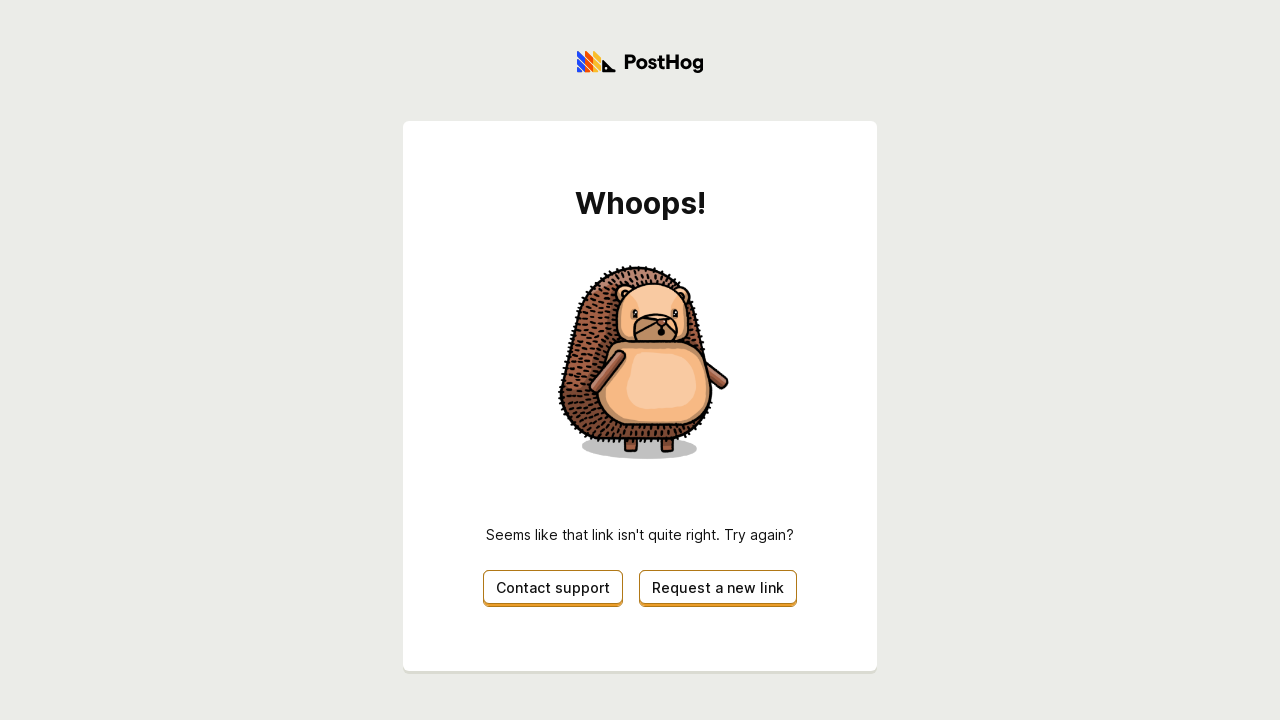 PostHog
Whoops!
Seems like that link isn't quite right. Try again?
Contact support
Request a new link